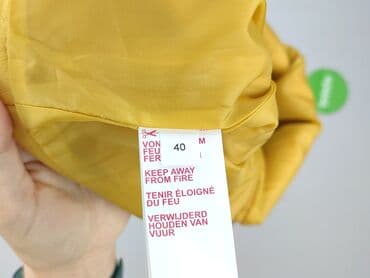 VON M
40
FEU
FER
KEEP AWAY
FROM FIRE
TENIR ÉLOIGNÉ
DU FEU
VERWIJDERD
HOUDEN VAN
VUUR